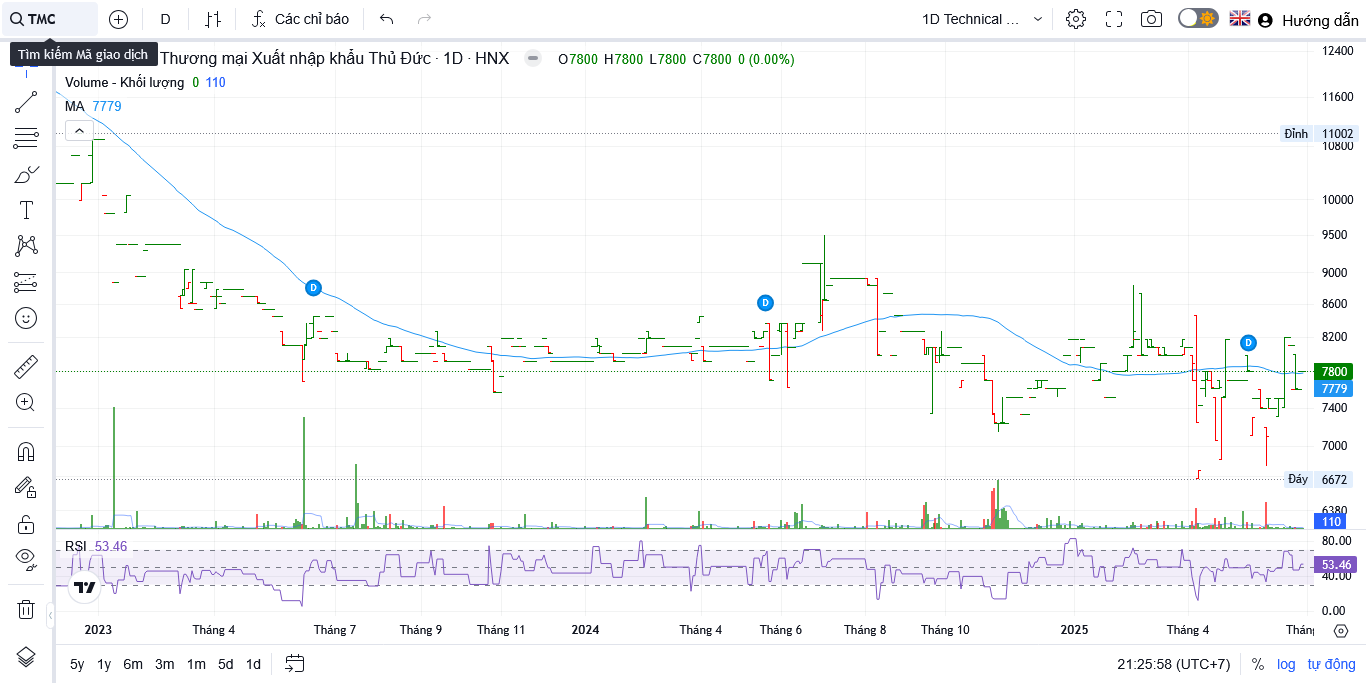 TMC
D
Các chỉ báo
1D Technical ...
Hướng dẫn
Tìm kiếm Mã giao dịch
Thương mại Xuất nhập khẩu Thủ Đức · 1D · HNX
O7800 H7800 L7800 C7800 0 (0.00%)
Volume - Khối lượng 0 110
MA 7779
12400
11600
Đỉnh 11002
10800
10000
9500
9000
8600
8200
7800
7779
7400
7000
Đáy 6672
6380
110
D
D
D
RSI 53.46
80.00
53.46
40.00
0.00
2023 Tháng 4 Tháng 7 Tháng 9 Tháng 11 2024 Tháng 4 Tháng 6 Tháng 8 Tháng 10 2025 Tháng 4 Tháng
5y 1y 6m 3m 1m 5d 1d
21:25:58 (UTC+7) % log tự động